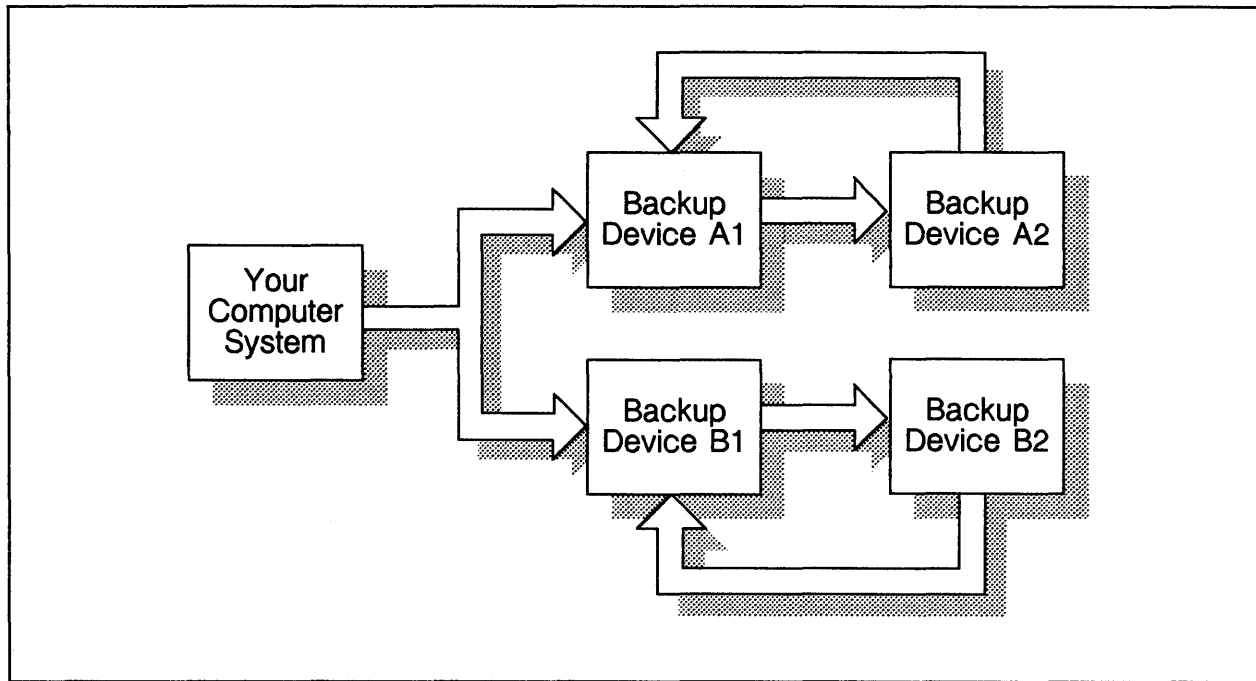 Your
Computer
System
Backup
Device A1
Backup
Device A2
Backup
Device B1
Backup
Device B2